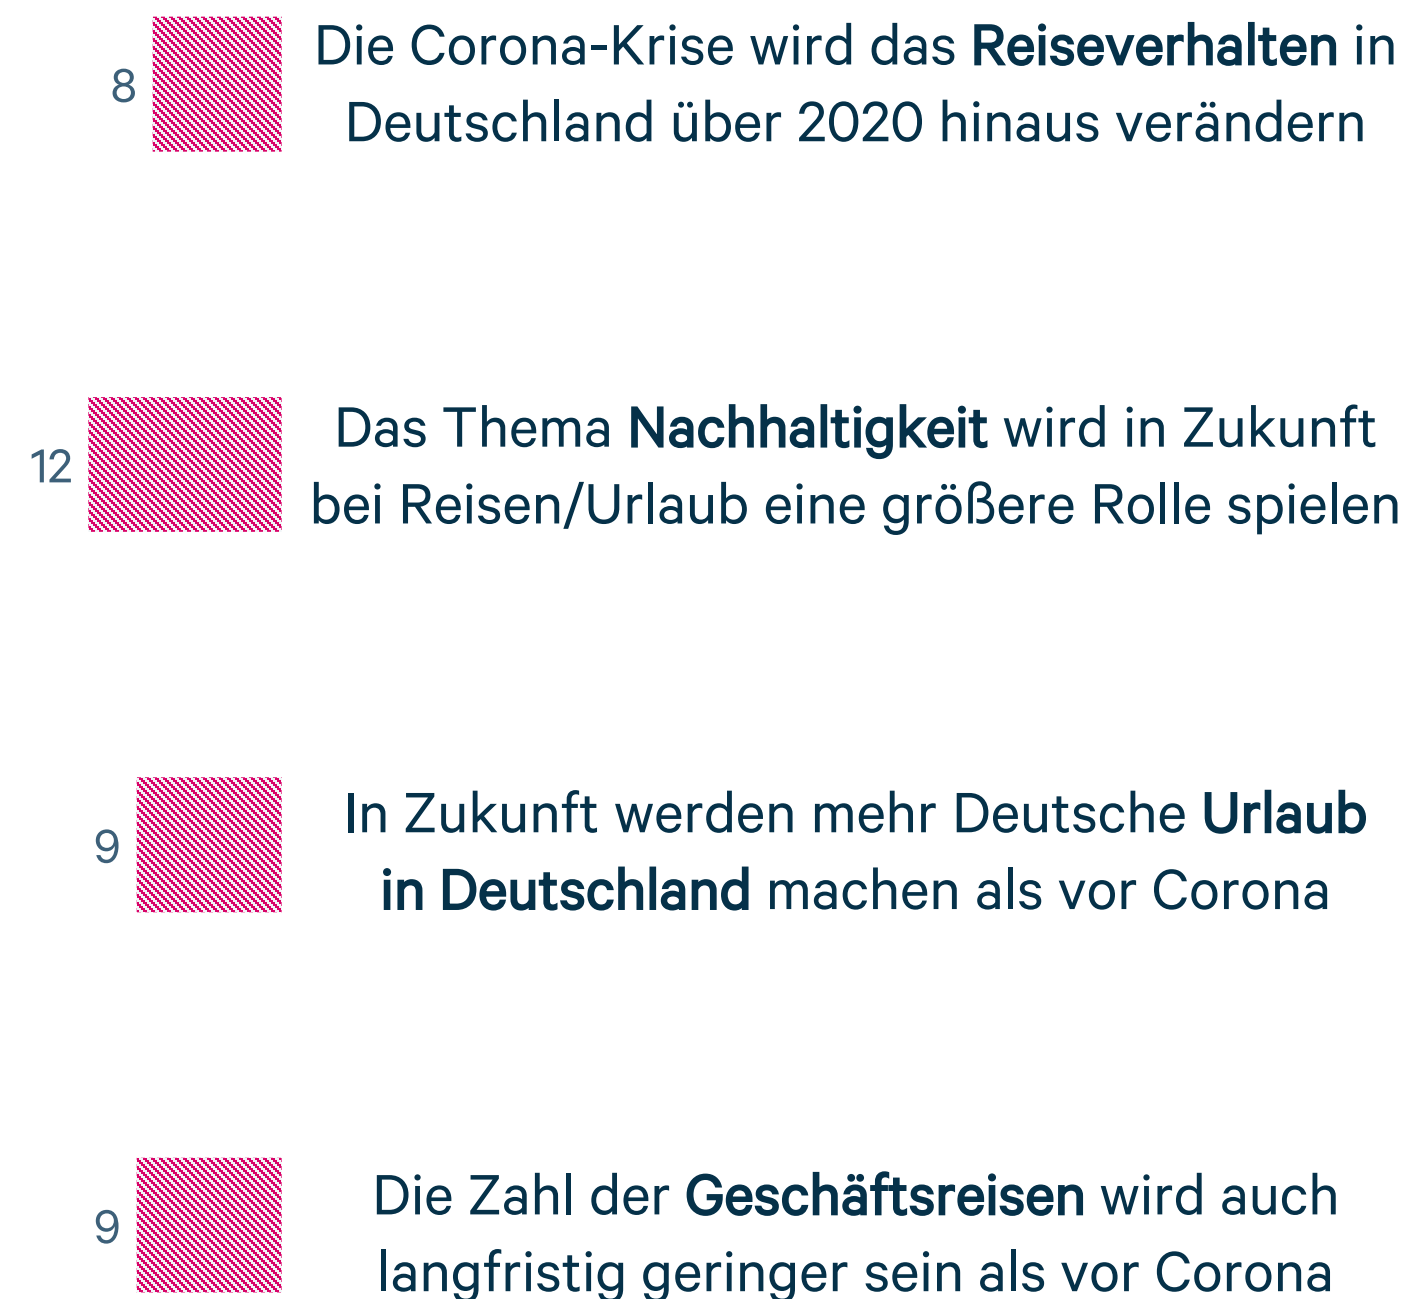 8
Die Corona-Krise wird das Reiseverhalten in
Deutschland über 2020 hinaus verändern
12
Das Thema Nachhaltigkeit wird in Zukunft
bei Reisen/Urlaub eine größere Rolle spielen
9
In Zukunft werden mehr Deutsche Urlaub
in Deutschland machen als vor Corona
9
Die Zahl der Geschäftsreisen wird auch
langfristig geringer sein als vor Corona